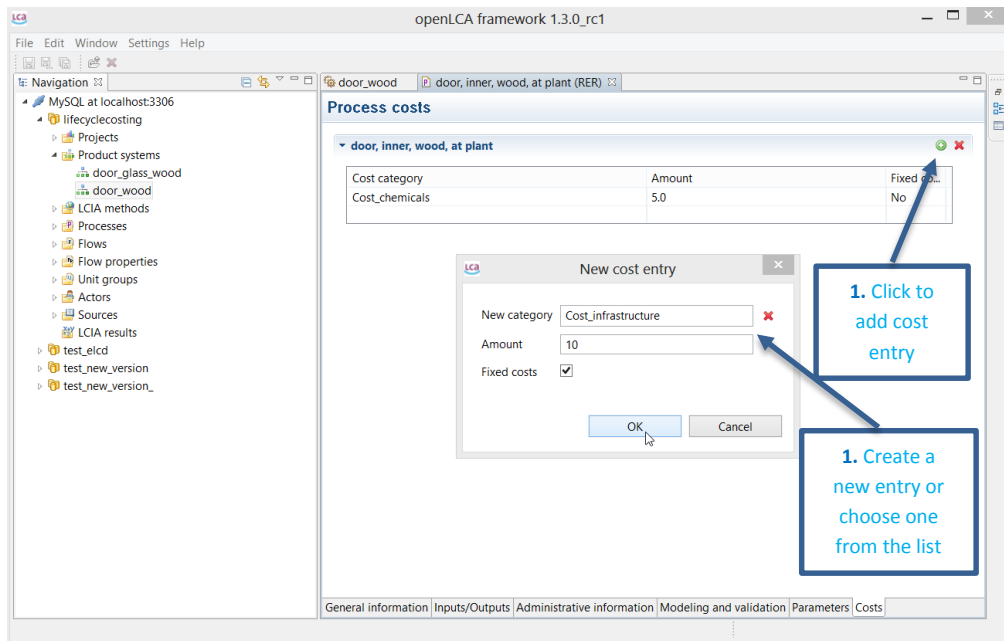 LCA
openLCA framework 1.3.0_rc1
File Edit Window Settings Help
Navigation
MySQL at localhost:3306
lifecyclecosting
Projects
Product systems
door_glass_wood
door_wood
LCIA methods
Processes
Flows
Flow properties
Unit groups
Actors
Sources
LCIA results
test_elcd
test_new_version
test_new_version_
door_wood
door, inner, wood, at plant (RER)
Process costs
door, inner, wood, at plant
Cost category Amount Fixed co...
Cost_chemicals 5.0 No
LCA
New cost entry
New category Cost_infrastructure
Amount 10
Fixed costs
OK Cancel
1. Click to
add cost
entry
1. Create a
new entry or
choose one
from the list
General information Inputs/Outputs Administrative information Modeling and validation Parameters Costs